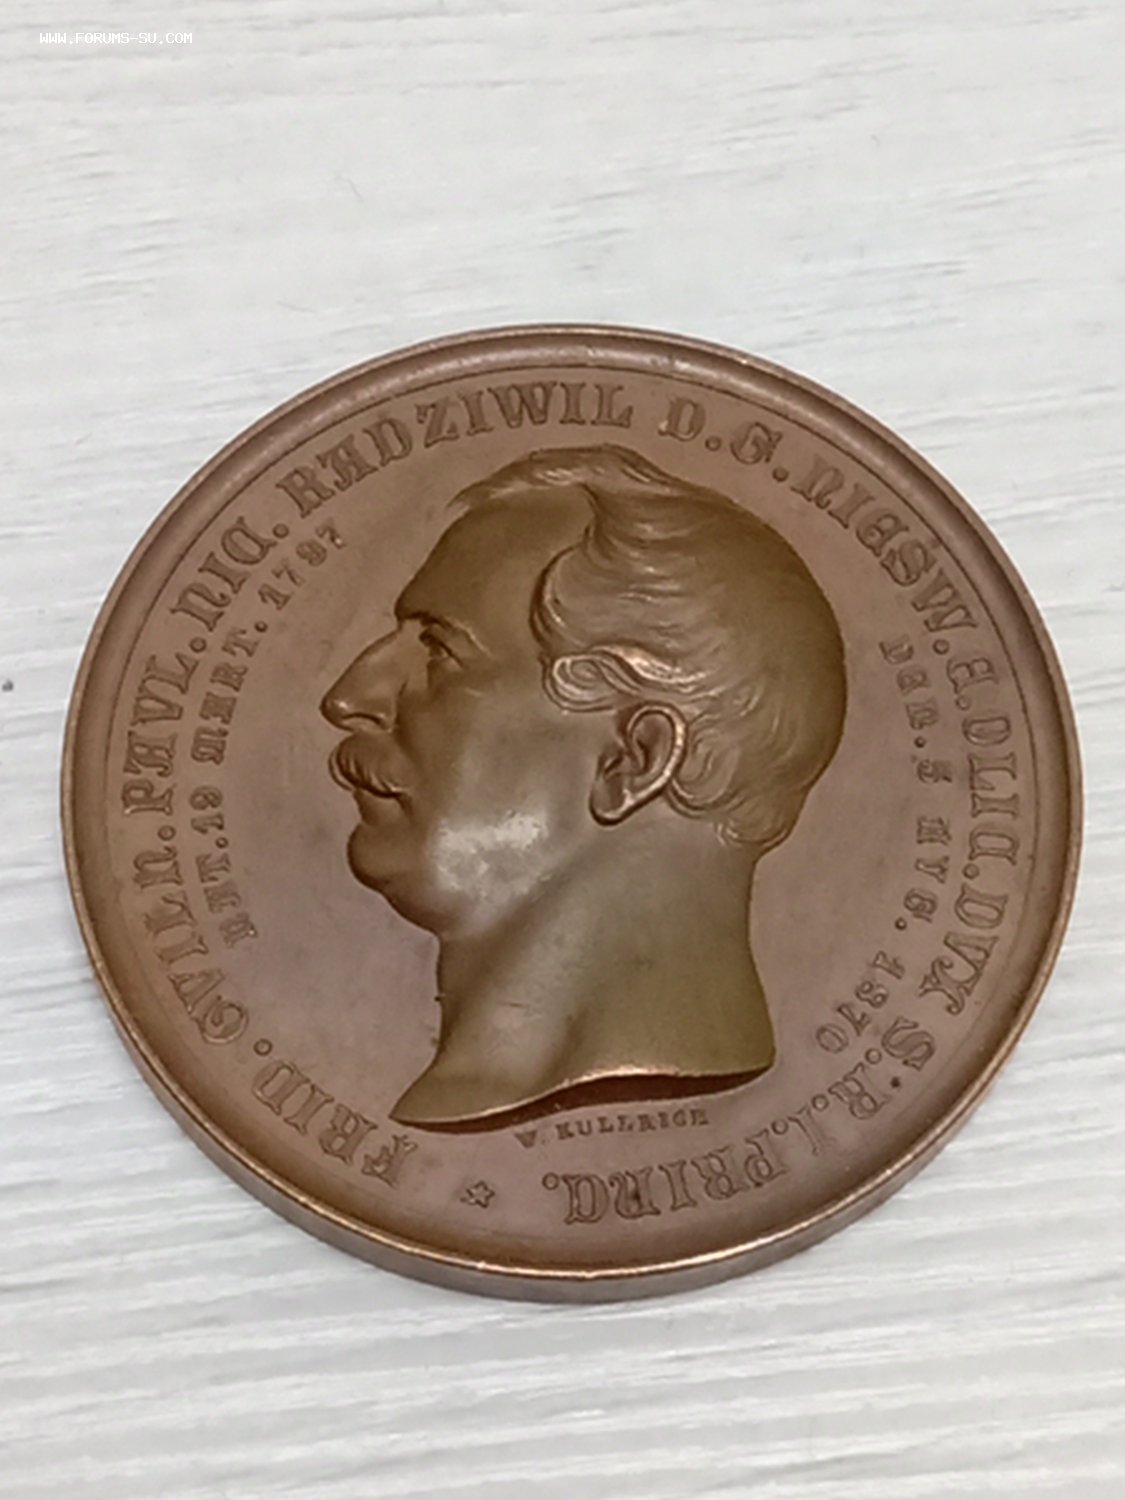 WWW.FORUMS-SU.COM
FRID. GVILH. PAVL. NIC. RADZIWIL D. G. NIESW. E. OLIC. DVX S. R. I. PRINC.
NAT. 19 MART. 1797
DEN. 5 AVG. 1870
W. KULLRICH